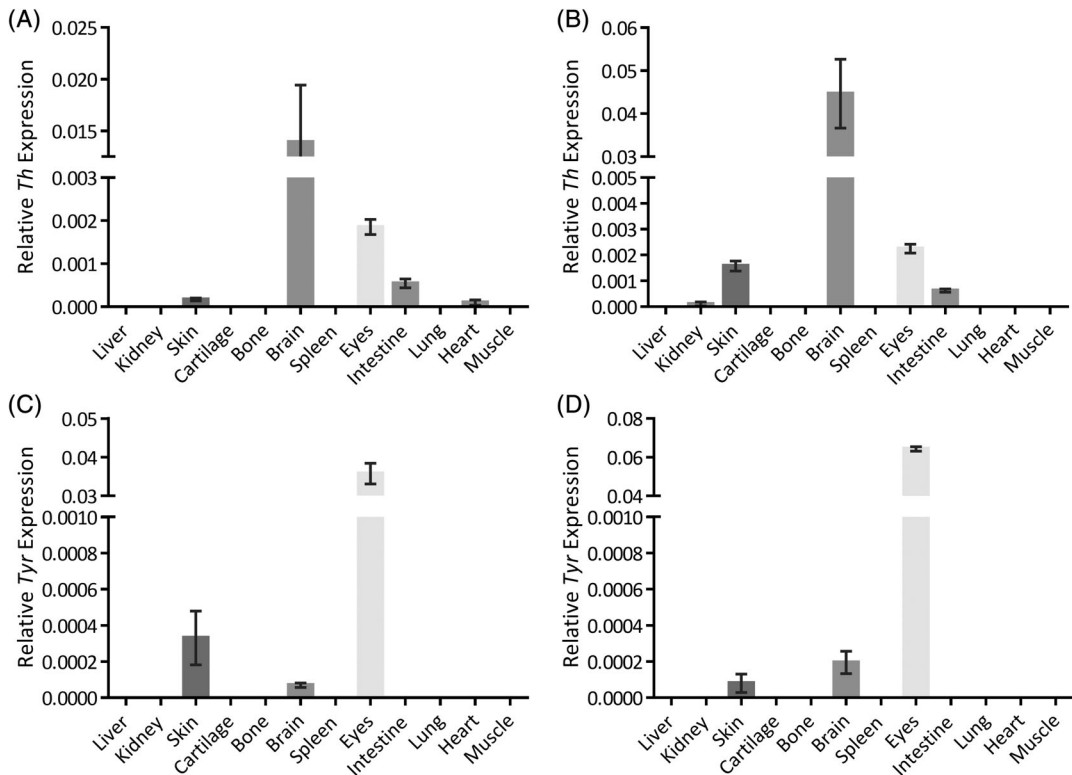 (A)
Relative Th Expression
0.025
0.020
0.015
0.003
0.002
0.001
0.000
Liver
Kidney
Skin
Cartilage
Bone
Brain
Spleen
Eyes
Intestine
Lung
Heart
Muscle
(B)
Relative Th Expression
0.06
0.05
0.04
0.03
0.005
0.004
0.003
0.002
0.001
0.000
Liver
Kidney
Skin
Cartilage
Bone
Brain
Spleen
Eyes
Intestine
Lung
Heart
Muscle
(C)
Relative Tyr Expression
0.05
0.04
0.03
0.0010
0.0008
0.0006
0.0004
0.0002
0.0000
Liver
Kidney
Skin
Cartilage
Bone
Brain
Spleen
Eyes
Intestine
Lung
Heart
Muscle
(D)
Relative Tyr Expression
0.08
0.06
0.04
0.0010
0.0008
0.0006
0.0004
0.0002
0.0000
Liver
Kidney
Skin
Cartilage
Bone
Brain
Spleen
Eyes
Intestine
Lung
Heart
Muscle